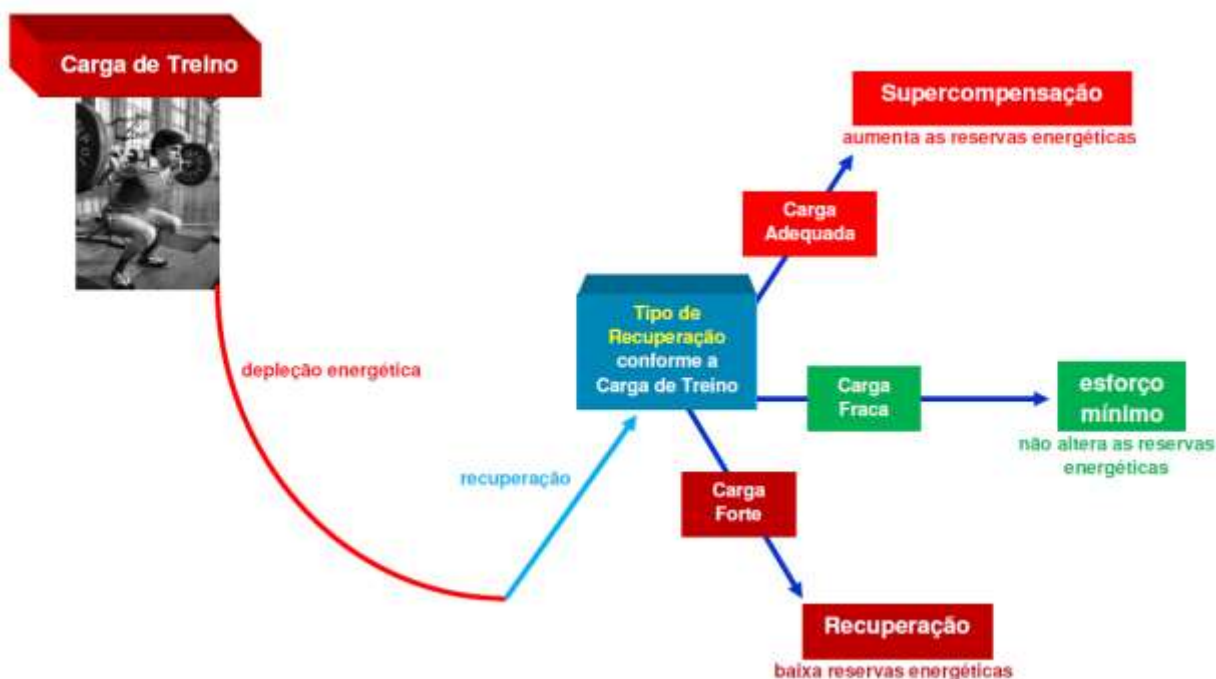 Carga de Treino
depleção energética
recuperação
Tipo de
Recuperação
conforme a
Carga de Treino
Carga
Adequada
Supercompensação
aumenta as reservas energéticas
Carga
Fraca
esforço
mínimo
não altera as reservas
energéticas
Carga
Forte
Recuperação
baixa reservas energéticas